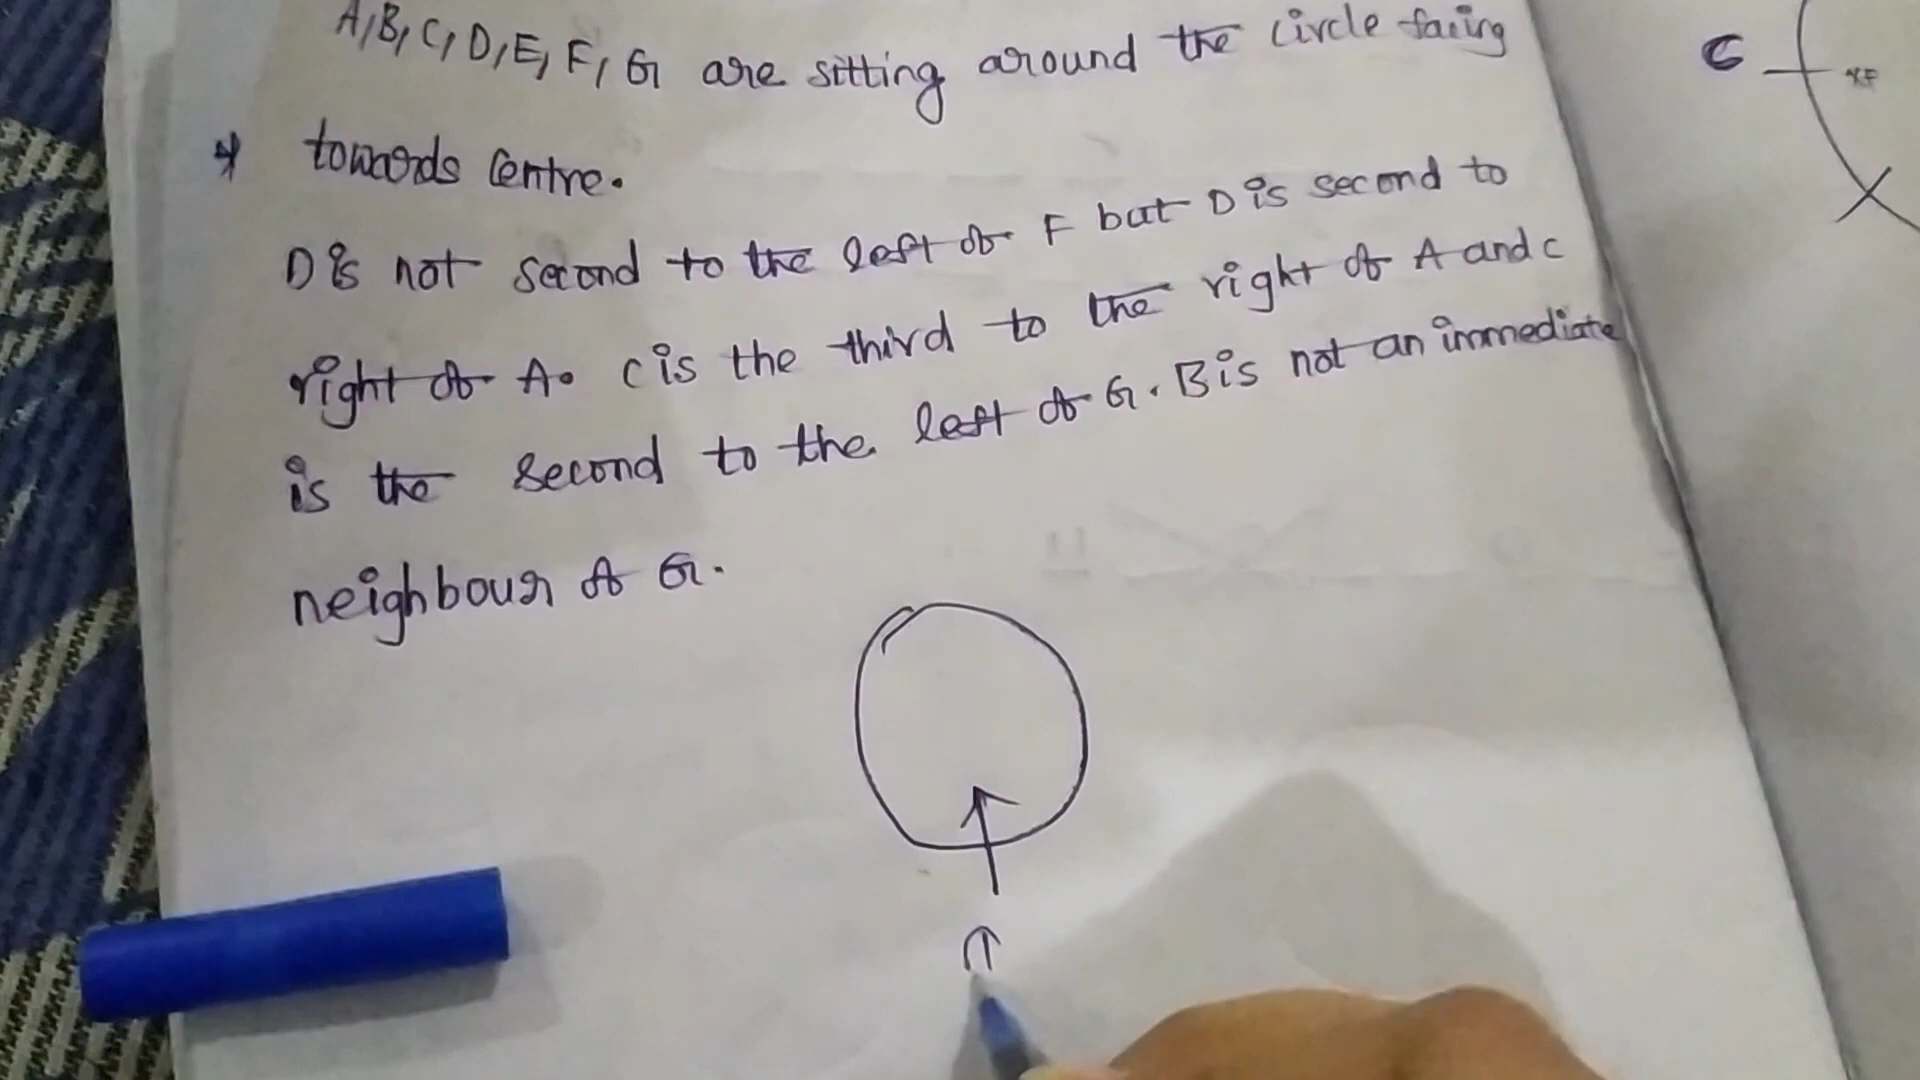 A, B, C, D, E, F, G are sitting around the circle facing
towards centre.
D is not second to the left of F but D is second to
right of A. C is the third to the right of A and C
is the second to the left of G. B is not an immediate
neighbour of G.
C